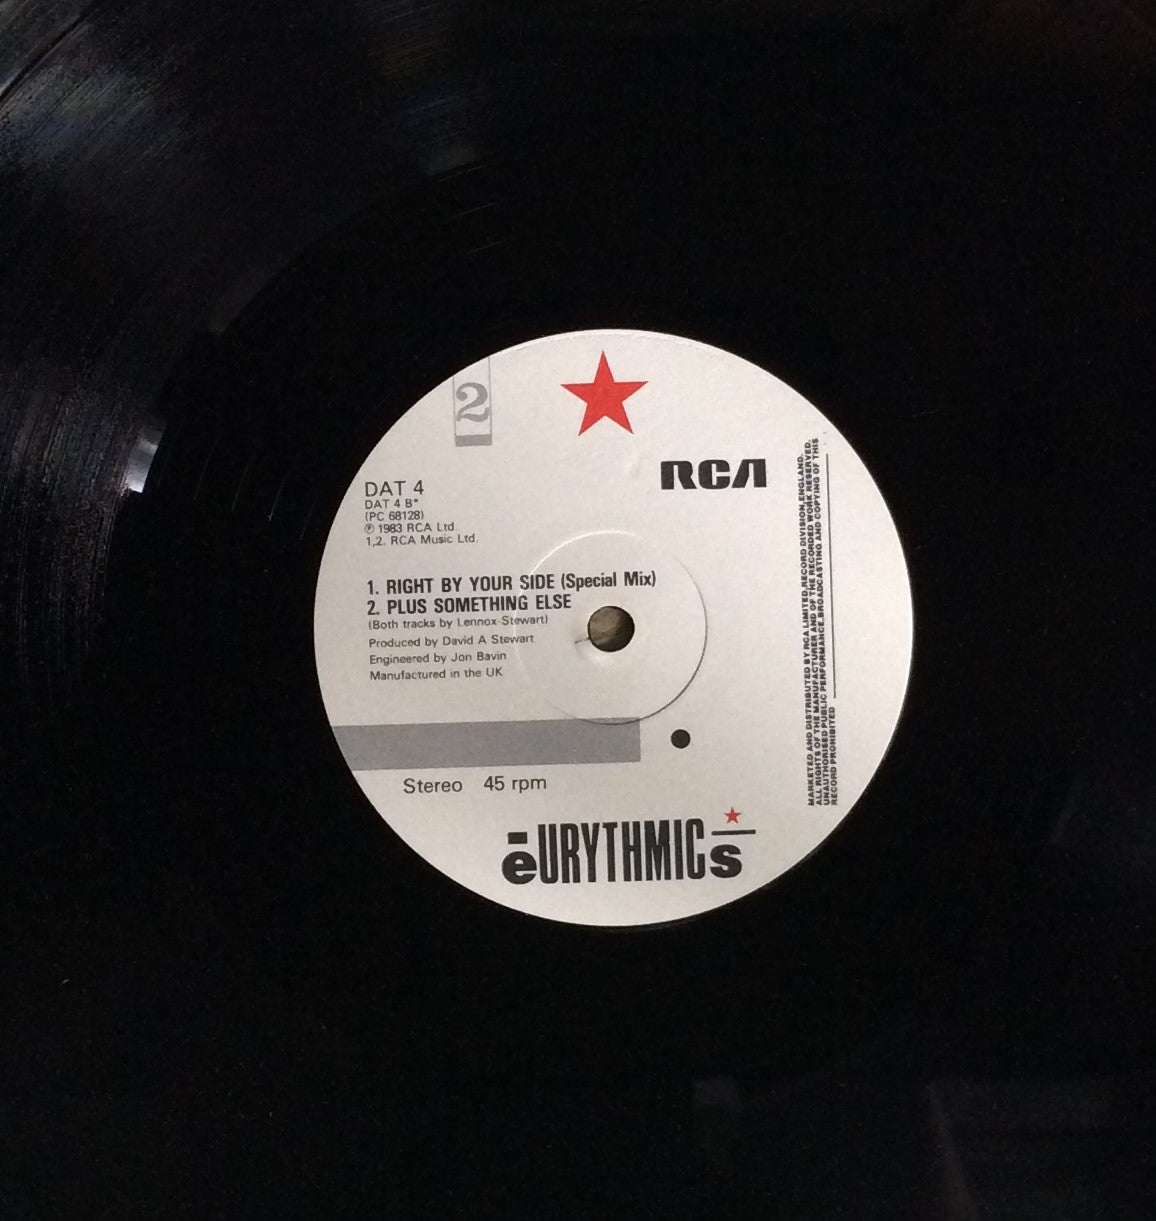 2
RCA
DAT 4
DAT 4 B*
(PC 68128)
℗ 1983 RCA Ltd.
1,2. RCA Music Ltd.
1. RIGHT BY YOUR SIDE (Special Mix)
2. PLUS SOMETHING ELSE
(Both tracks by Lennox-Stewart)
Produced by David A Stewart
Engineered by Jon Bavin
Manufactured in the UK
Stereo 45 rpm
eURYTHMICs
MARKETED AND DISTRIBUTED BY RCA LIMITED, RECORD DIVISION, ENGLAND.
ALL RIGHTS OF THE MANUFACTURER AND OF THE RECORDED WORK RESERVED.
UNAUTHORISED PUBLIC PERFORMANCE, BROADCASTING AND COPYING OF THIS
RECORD PROHIBITED